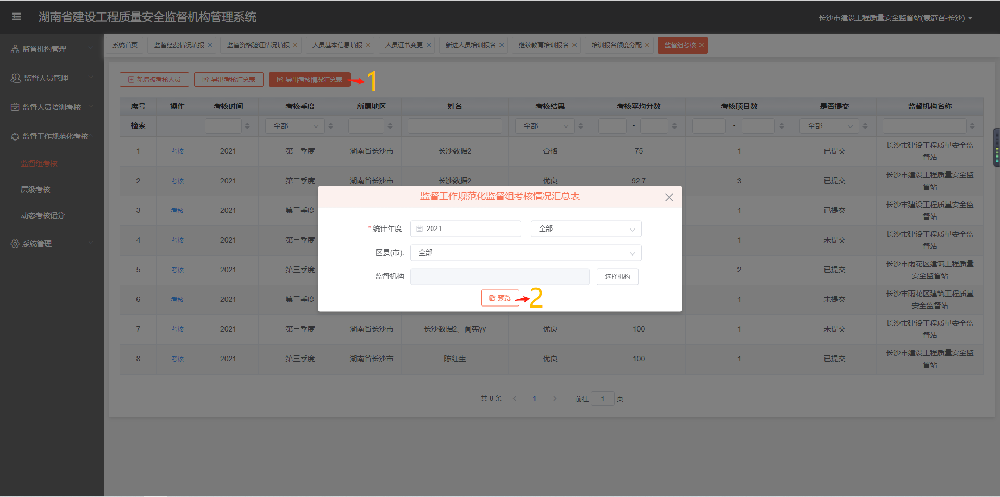 湖南省建设工程质量安全监督机构管理系统
长沙市建设工程质量安全监督站(袁彦召-长沙)
监督机构管理
监督人员管理
监督人员培训考核
监督工作规范化考核
监督组考核
层级考核
动态考核记分
系统管理
系统首页 监督经费情况填报 监督资格验证情况填报 人员基本信息填报 人员证书变更 新进人员培训报名 继续教育培训报名 培训报名额度分配 监督组考核
新增被考核人员 导出考核汇总表 导出考核情况汇总表 1
序号 操作 考核时间 考核季度 所属地区 姓名 考核结果 考核平均分数 考核项目数 是否提交 监督机构名称
检索 全部 全部 - - 全部
1 考核 2021 第一季度 湖南省长沙市 长沙数据2 合格 75 1 已提交 长沙市建设工程质量安全监
督站
2 考核 2021 第二季度 湖南省长沙市 长沙数据2 优良 92.7 3 已提交 长沙市建设工程质量安全监
督站
3 考核 2021 第三季度 1 已提交 长沙市建设工程质量安全监
督站
4 考核 2021 第三季度 1 未提交 长沙市建设工程质量安全监
督站
5 考核 2021 第三季度 2 已提交 长沙市雨花区建筑工程质量
安全监督站
6 考核 2021 第三季度 1 未提交 长沙市雨花区建筑工程质量
安全监督站
7 考核 2021 第三季度 湖南省长沙市 长沙数据2、訚宪yy 优良 100 1 未提交 长沙市建设工程质量安全监
督站
8 考核 2021 第三季度 湖南省长沙市 陈红生 优良 100 1 已提交 长沙市建设工程质量安全监
督站
共 8 条 1 前往 1 页
监督工作规范化监督组考核情况汇总表
* 统计年度: 2021 全部
区县(市): 全部
监督机构 选择机构
预览 2